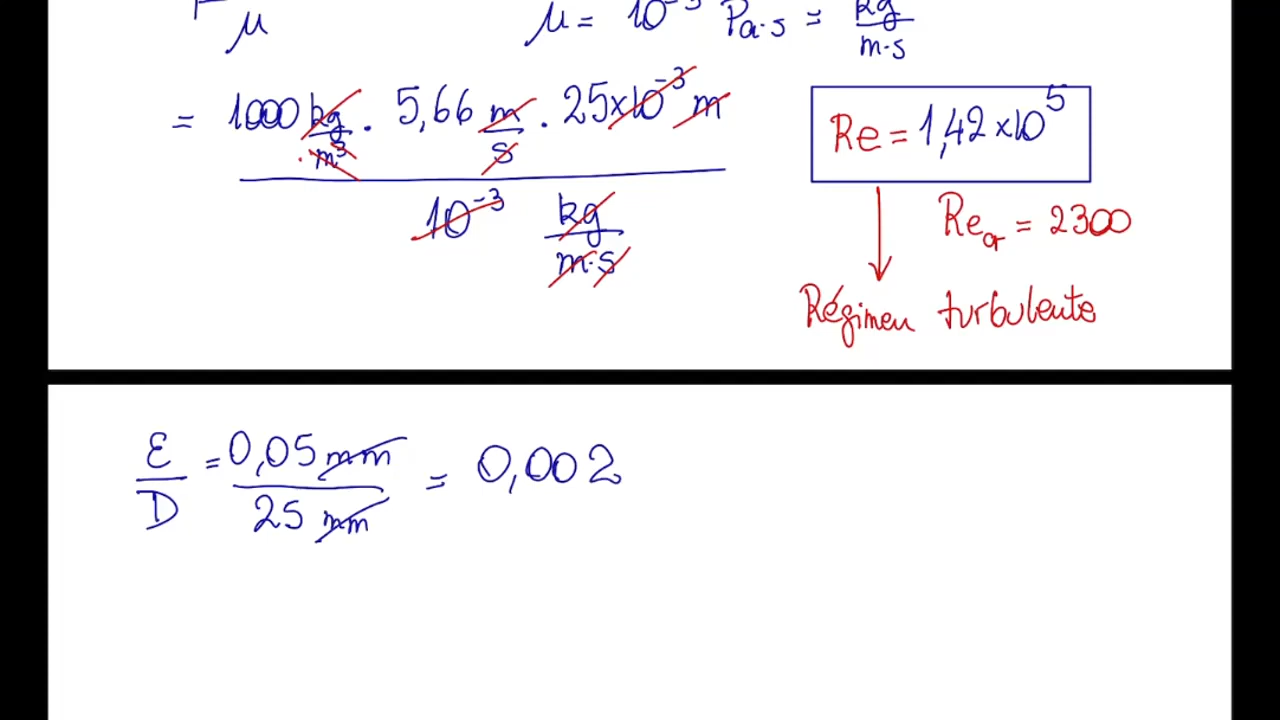 μ
μ = 10⁻³ Pa·s = kg/m·s
= 1000 kg/m³ · 5,66 m/s · 25×10⁻³ m
10⁻³ kg/m·s
Re = 1,42×10⁵
Re_cr = 2300
Régimen turbulento
ε/D = 0,05 mm / 25 mm = 0,002